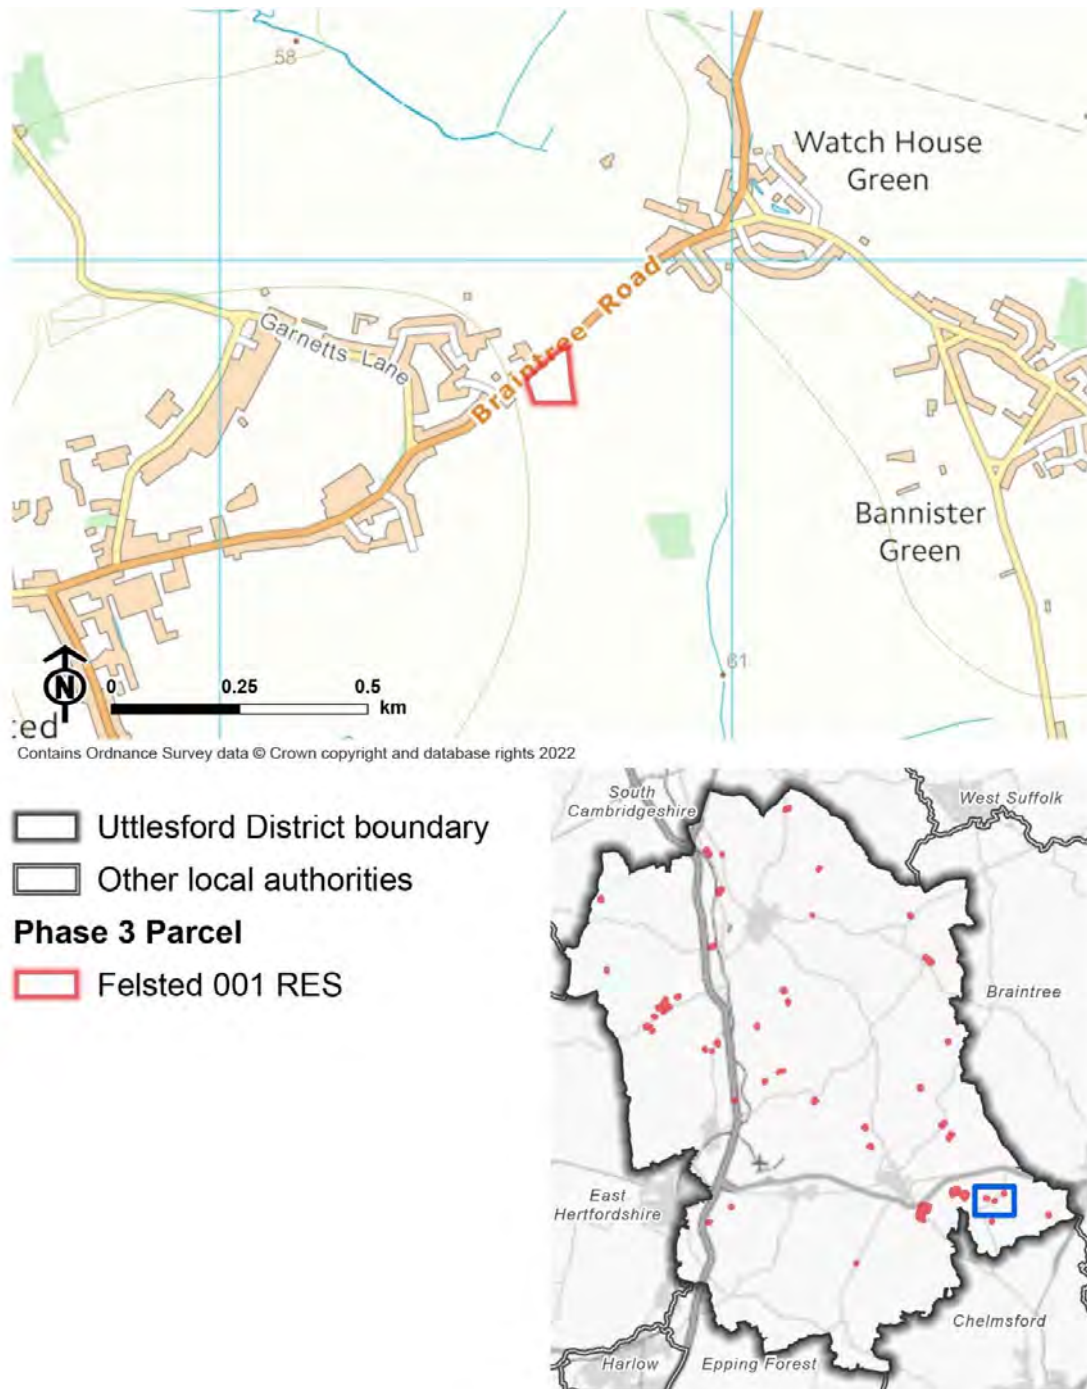 58
Watch House
Green
Garnetts Lane
Braintree Road
Bannister
Green
61
N
0 0.25 0.5
km
:ed
Contains Ordnance Survey data © Crown copyright and database rights 2022
Uttlesford District boundary
Other local authorities
Phase 3 Parcel
Felsted 001 RES
South
Cambridgeshire
West Suffolk
Braintree
East
Hertfordshire
Chelmsford
Harlow
Epping Forest